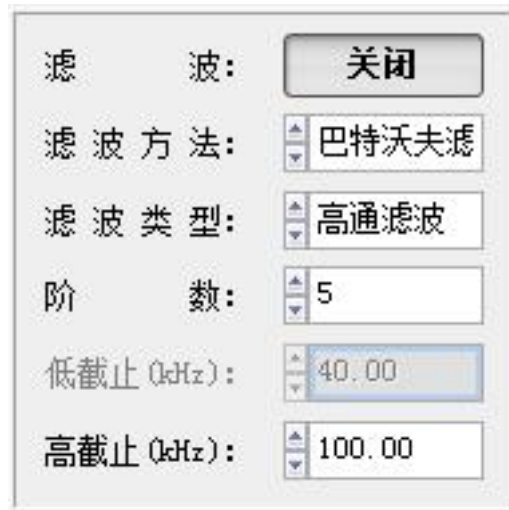 滤 波: 关闭
滤波方法: 巴特沃夫滤
滤波类型: 高通滤波
阶 数: 5
低截止(kHz): 40.00
高截止(kHz): 100.00